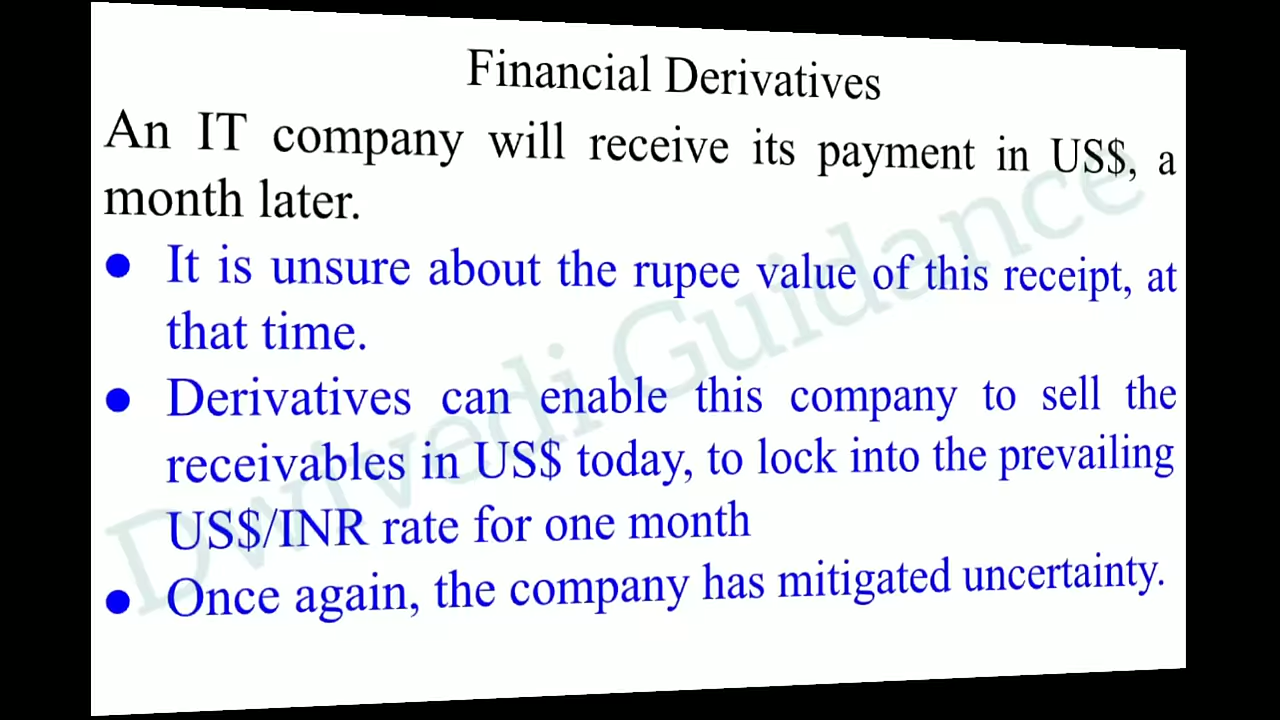 Financial Derivatives
An IT company will receive its payment in US$, a
month later.
● It is unsure about the rupee value of this receipt, at
that time.
● Derivatives can enable this company to sell the
receivables in US$ today, to lock into the prevailing
US$/INR rate for one month
● Once again, the company has mitigated uncertainty.
Dwivedi Guidance